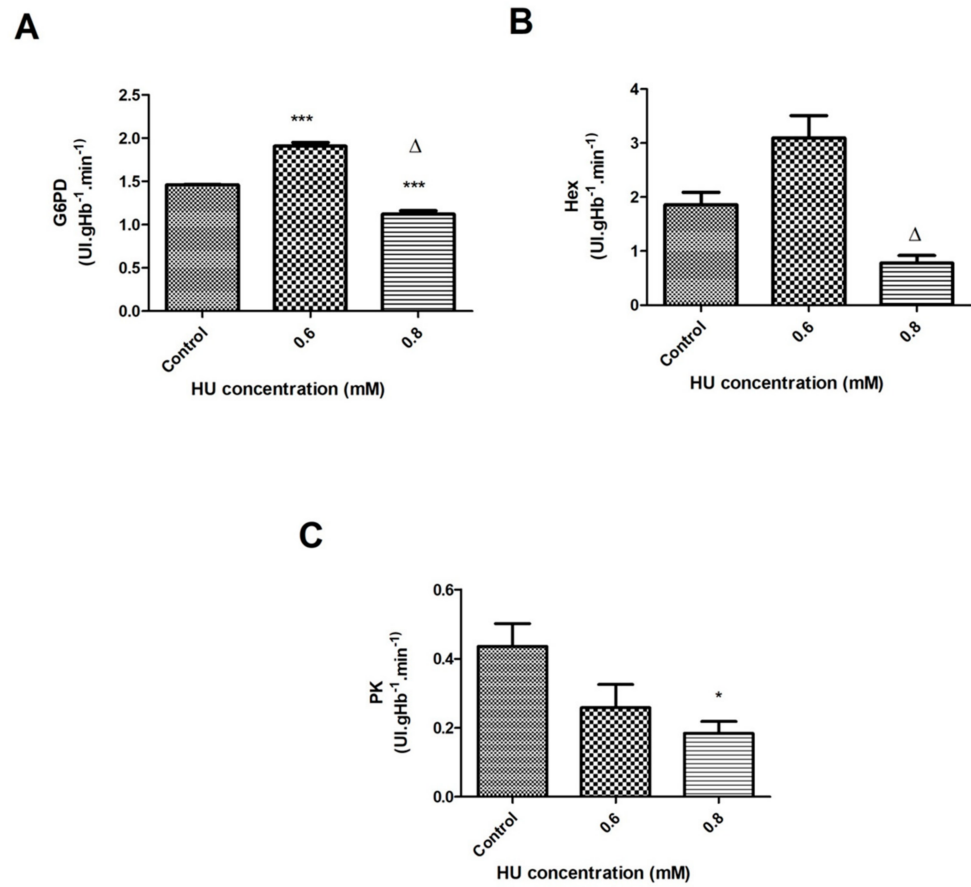 A
G6PD
(UI.gHb⁻¹.min⁻¹)
2.5
2.0
1.5
1.0
0.5
0.0
***
Δ
***
Control
0.6
0.8
HU concentration (mM)
B
Hex
(UI.gHb⁻¹.min⁻¹)
4
3
2
1
0
Δ
Control
0.6
0.8
HU concentration (mM)
C
PK
(UI.gHb⁻¹.min⁻¹)
0.6
0.4
0.2
0.0
*
Control
0.6
0.8
HU concentration (mM)